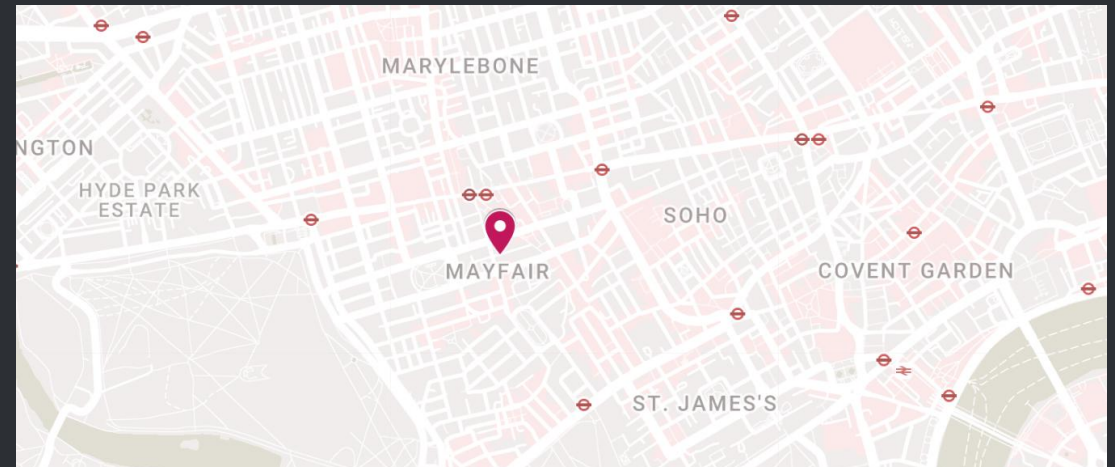 MARYLEBONE
NGTON
HYDE PARK
ESTATE
SOHO
MAYFAIR
COVENT GARDEN
ST. JAMES'S